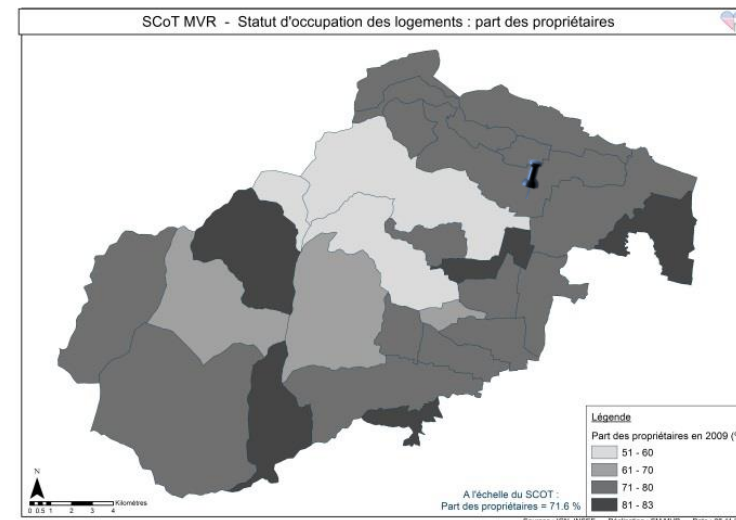 SCoT MVR - Statut d'occupation des logements : part des propriétaires
Légende
Part des propriétaires en 2009 (%
51 - 60
61 - 70
71 - 80
81 - 83
N
0 0.5 1 2 3 4 Kilomètres
A l'échelle du SCOT :
Part des propriétaires = 71.6 %